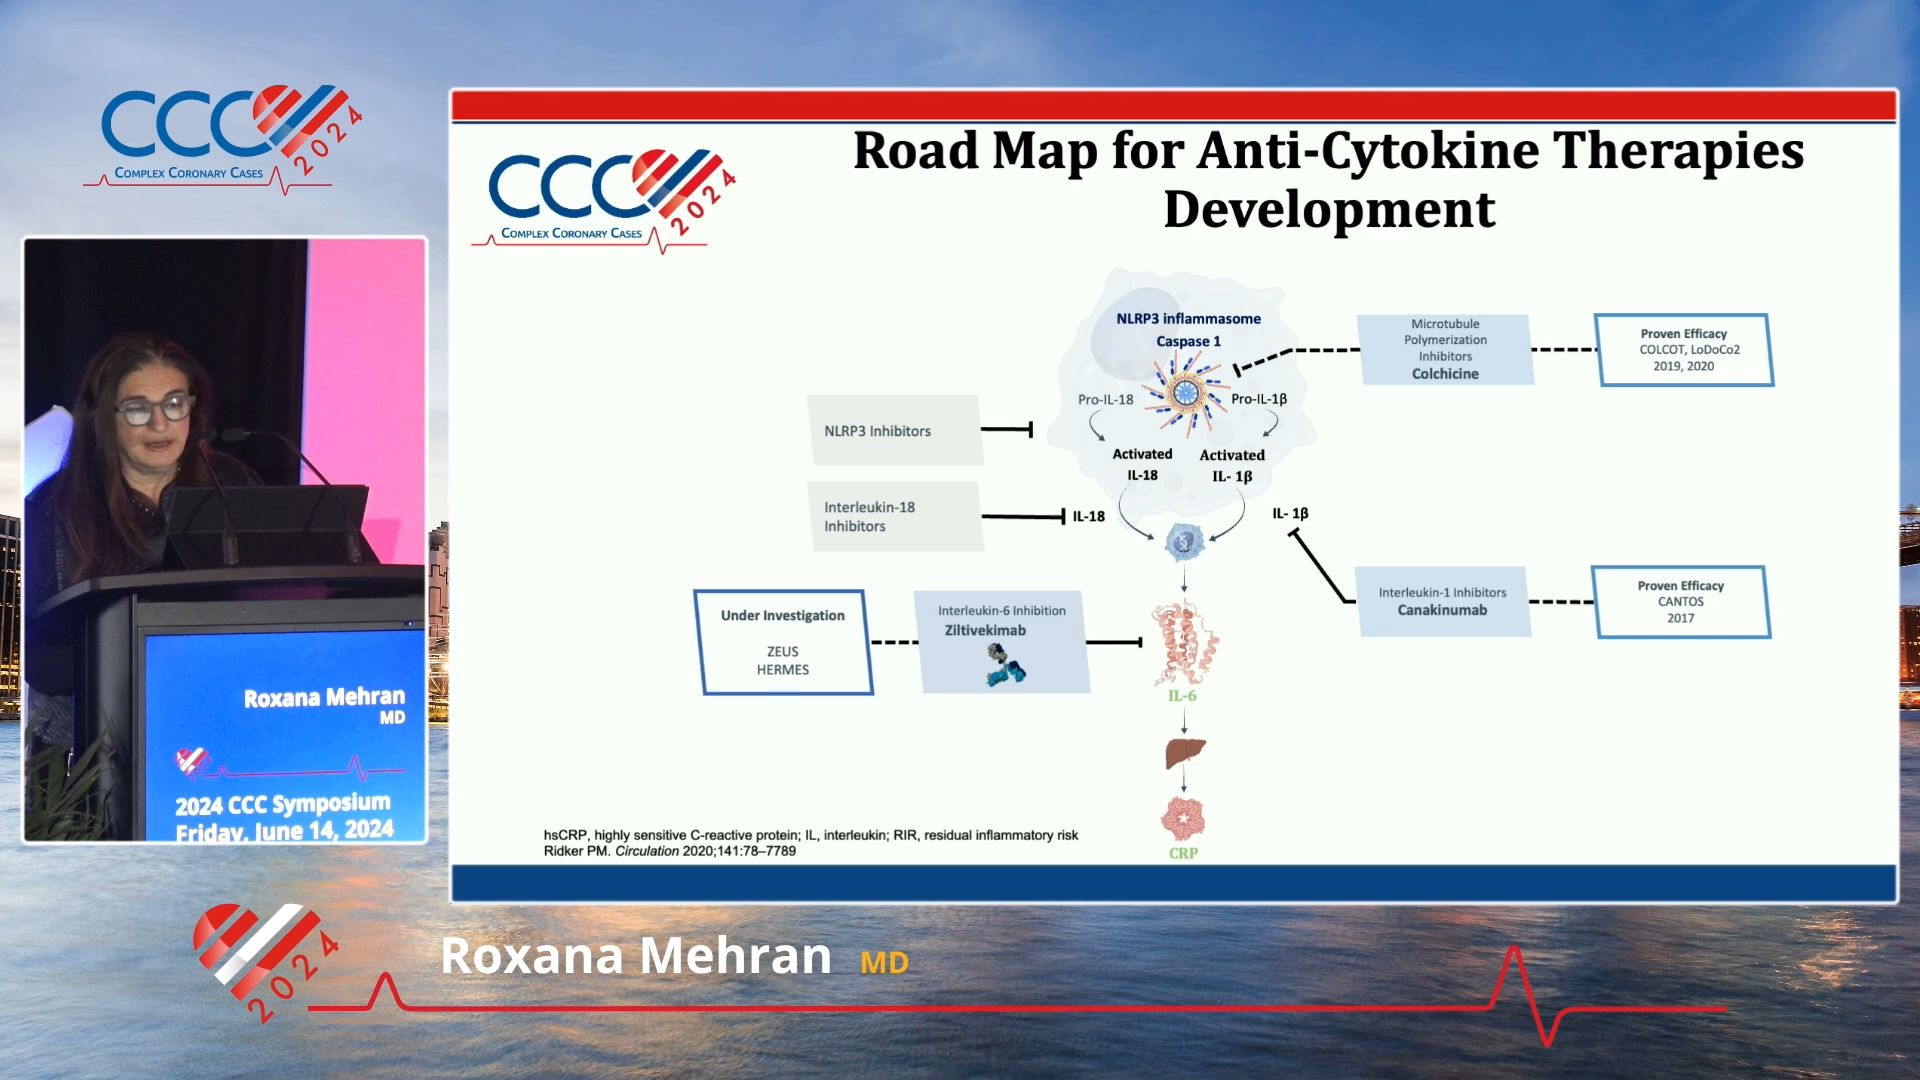 CCC
2024
COMPLEX CORONARY CASES
Roxana Mehran
MD
2024 CCC Symposium
Friday, June 14, 2024
Road Map for Anti-Cytokine Therapies
Development
CCC
2024
COMPLEX CORONARY CASES
NLRP3 inflammasome
Caspase 1
Pro-IL-18
Pro-IL-1β
Activated
IL-18
Activated
IL- 1β
Microtubule
Polymerization
Inhibitors
Colchicine
Proven Efficacy
COLCOT, LoDoCo2
2019, 2020
NLRP3 Inhibitors
Interleukin-18
Inhibitors
IL-18
IL- 1β
Under Investigation
ZEUS
HERMES
Interleukin-6 Inhibition
Ziltivekimab
IL-6
Interleukin-1 Inhibitors
Canakinumab
Proven Efficacy
CANTOS
2017
CRP
hsCRP, highly sensitive C-reactive protein; IL, interleukin; RIR, residual inflammatory risk
Ridker PM. Circulation 2020;141:78–7789
2024
Roxana Mehran MD